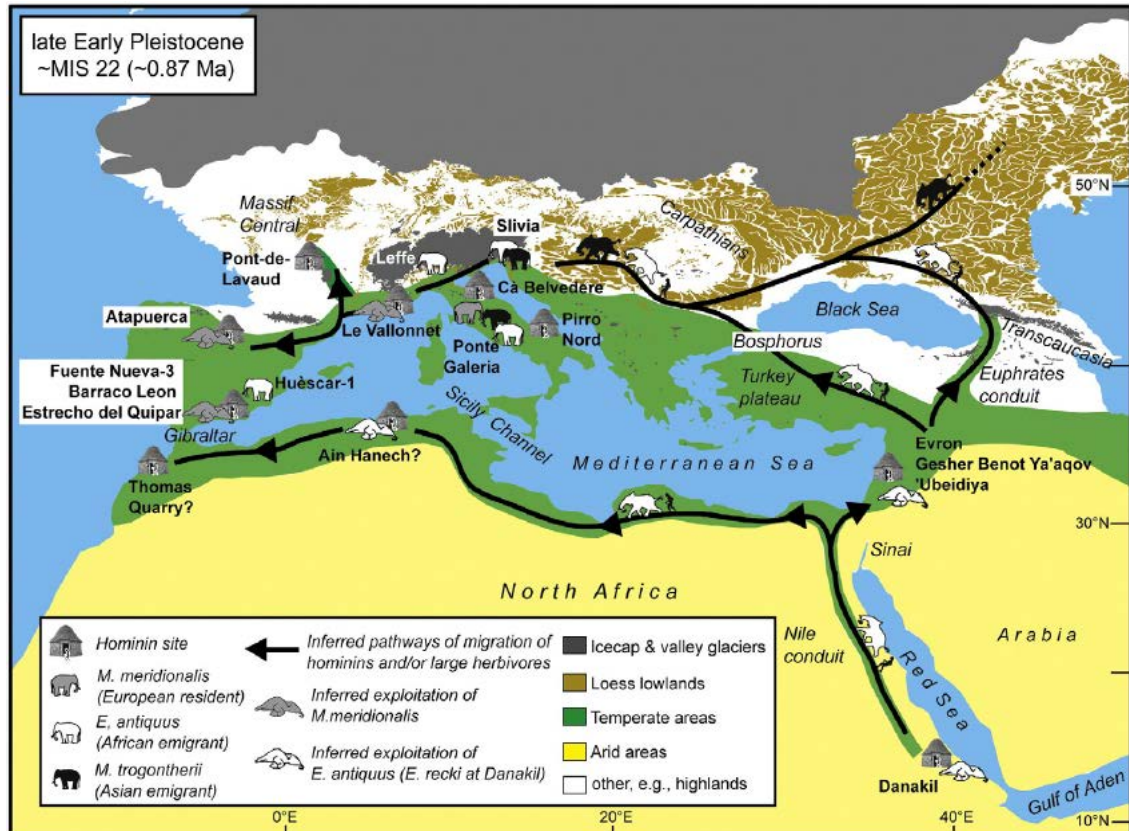 late Early Pleistocene
~MIS 22 (~0.87 Ma)
50°N
Massif
Central
Carpathians
Slivia
Pont-de-
Lavaud
Leffe
Cà Belvedere
Black Sea
Transcaucasia
Atapuerca
Le Vallonnet
Pirro
Nord
Bosphorus
Ponte
Galeria
Fuente Nueva-3
Barraco Leon
Estrecho del Quipar
Huèscar-1
Turkey
plateau
Euphrates
conduit
Sicily Channel
Gibraltar
Ain Hanech?
Mediterranean Sea
Evron
Gesher Benot Ya'aqov
'Ubeidiya
Thomas
Quarry?
30°N
Sinai
North Africa
Nile
conduit
Red Sea
Arabia
Hominin site
M. meridionalis
(European resident)
E, antiquus
(African emigrant)
M. trogontherii
(Asian emigrant)
Inferred pathways of migration of
hominins and/or large herbivores
Inferred exploitation of
M.meridionalis
Inferred exploitation of
E. antiquus (E. recki at Danakil)
Icecap & valley glaciers
Loess lowlands
Temperate areas
Arid areas
other, e.g., highlands
Danakil
Gulf of Aden
0°E
20°E
40°E
10°N